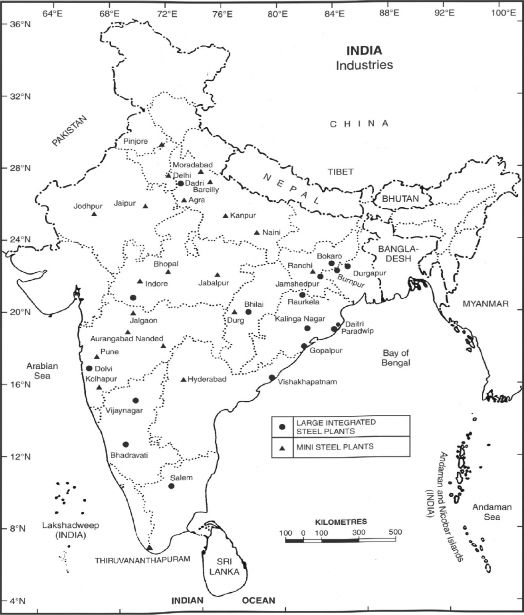 64°E 68°E 72°E 76°E 80°E 84°E 88°E 92°E 96°E 100°E
36°N
INDIA
Industries
32°N
PAKISTAN
CHINA
Pinjore
28°N
Moradabad
Delhi
Dadri
Bareilly
Agra
TIBET
NEPAL
BHUTAN
Jodhpur
Jaipur
Kanpur
Naini
24°N
BANGLA-
DESH
Bhopal
Indore
Jabalpur
Ranchi
Bokaro
Durgapur
Burnpur
Jamshedpur
Raurkela
MYANMAR
20°N
Jalgaon
Bhilai
Durg
Kalinga Nagar
Daitri
Paradwip
Aurangabad Nanded
Gopalpur
Pune
Arabian
Sea
Bay of
Bengal
Dolvi
Kolhapur
Hyderabad
Vishakhapatnam
16°N
Vijaynagar
LARGE INTEGRATED
STEEL PLANTS
MINI STEEL PLANTS
12°N
Bhadravati
Salem
Andaman and Nicobar Islands
(INDIA)
Andaman
Sea
Lakshadweep
(INDIA)
8°N
KILOMETRES
100 0 100 300 500
THIRUVANANTHAPURAM
SRI
LANKA
4°N
INDIAN OCEAN